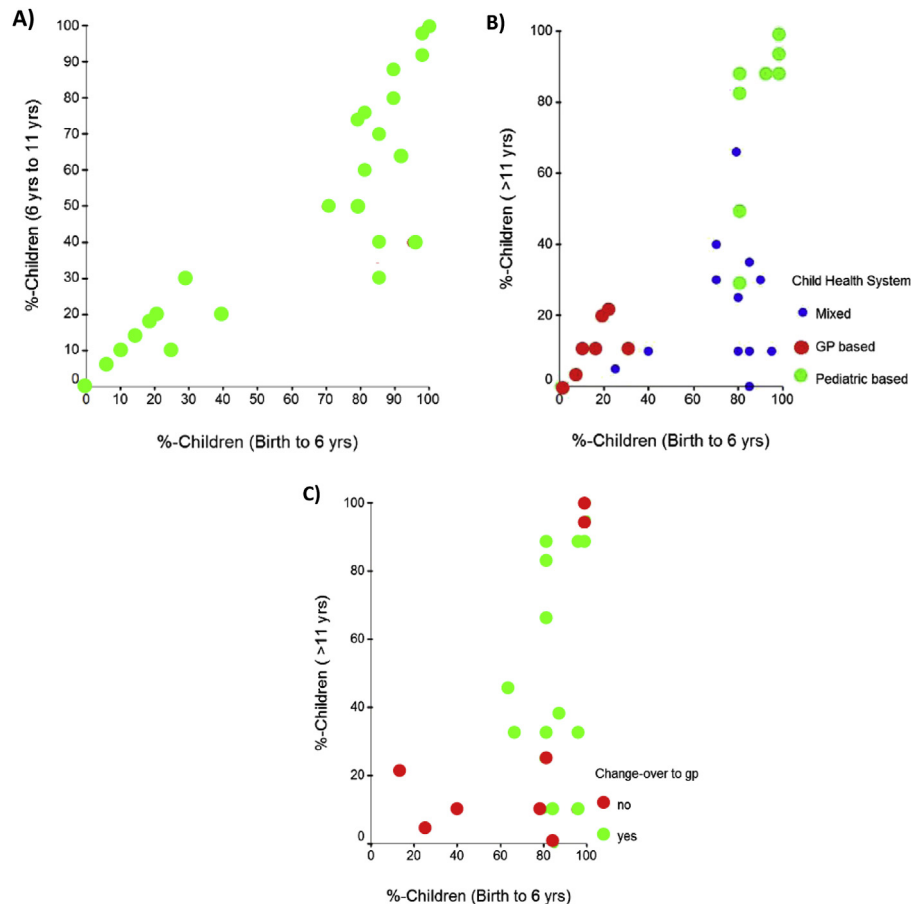 A)
%-Children (6 yrs to 11 yrs)
100
90
80
70
60
50
40
30
20
10
0
0 10 20 30 40 50 60 70 80 90 100
%-Children (Birth to 6 yrs)
B)
%-Children ( >11 yrs)
100
80
60
40
20
0
0 20 40 60 80 100
%-Children (Birth to 6 yrs)
Child Health System
Mixed
GP based
Pediatric based
C)
%-Children ( >11 yrs)
100
80
60
40
20
0
0 20 40 60 80 100
%-Children (Birth to 6 yrs)
Change-over to gp
no
yes